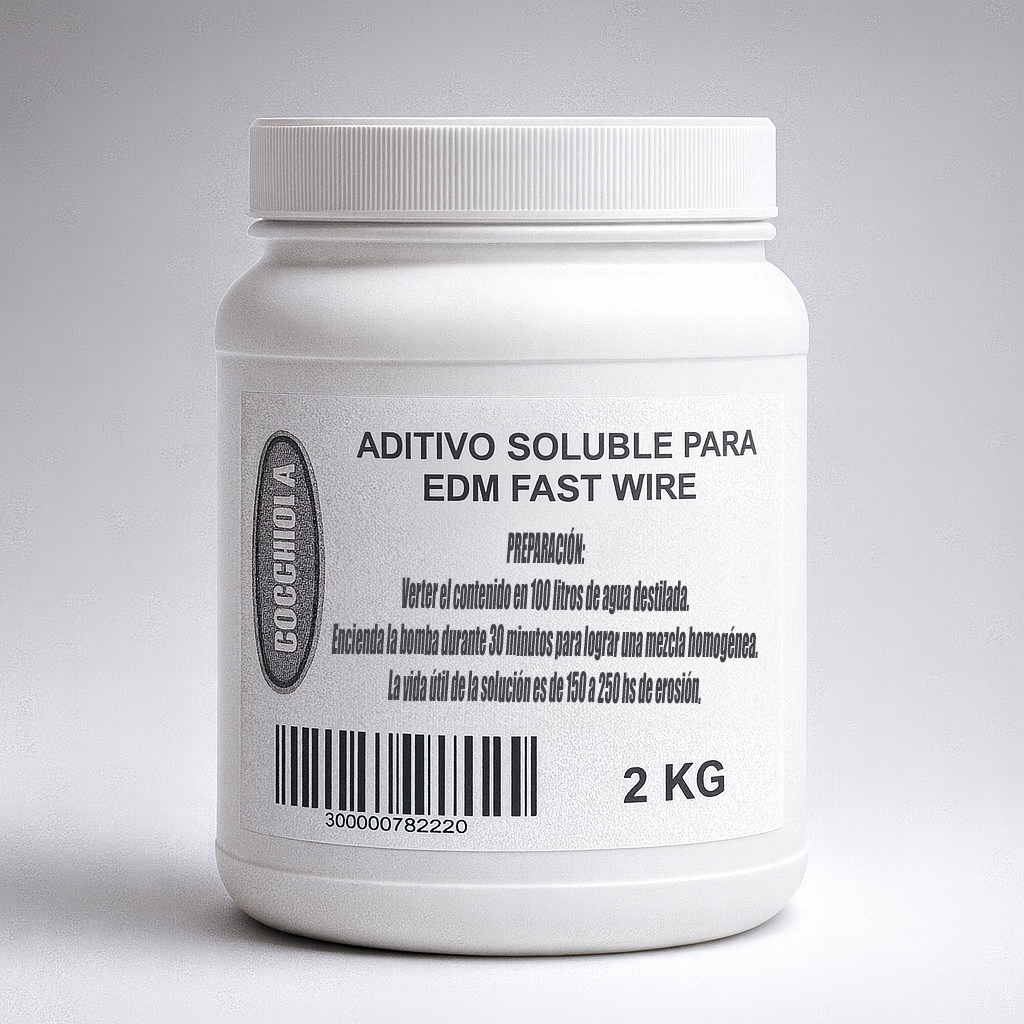 ADITIVO SOLUBLE PARA
EDM FAST WIRE
COCCHIOLA
PREPARACIÓN:
Verter el contenido en 100 litros de agua destilada.
Encienda la bomba durante 30 minutos para lograr una mezcla homogénea.
La vida útil de la solución es de 150 a 250 hs de erosión.
300000782220
2 KG